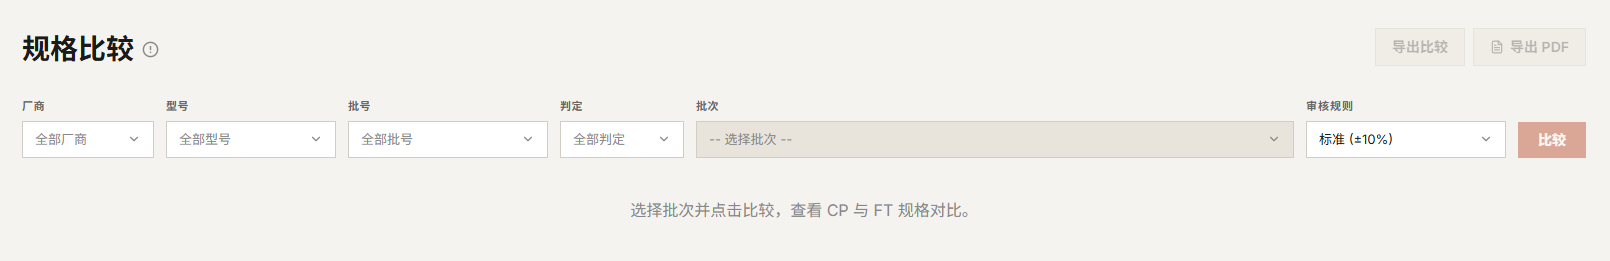 规格比较
导出比较
导出 PDF
厂商
型号
批号
判定
批次
审核规则
全部厂商
全部型号
全部批号
全部判定
-- 选择批次 --
标准 (±10%)
比较
选择批次并点击比较，查看 CP 与 FT 规格对比。